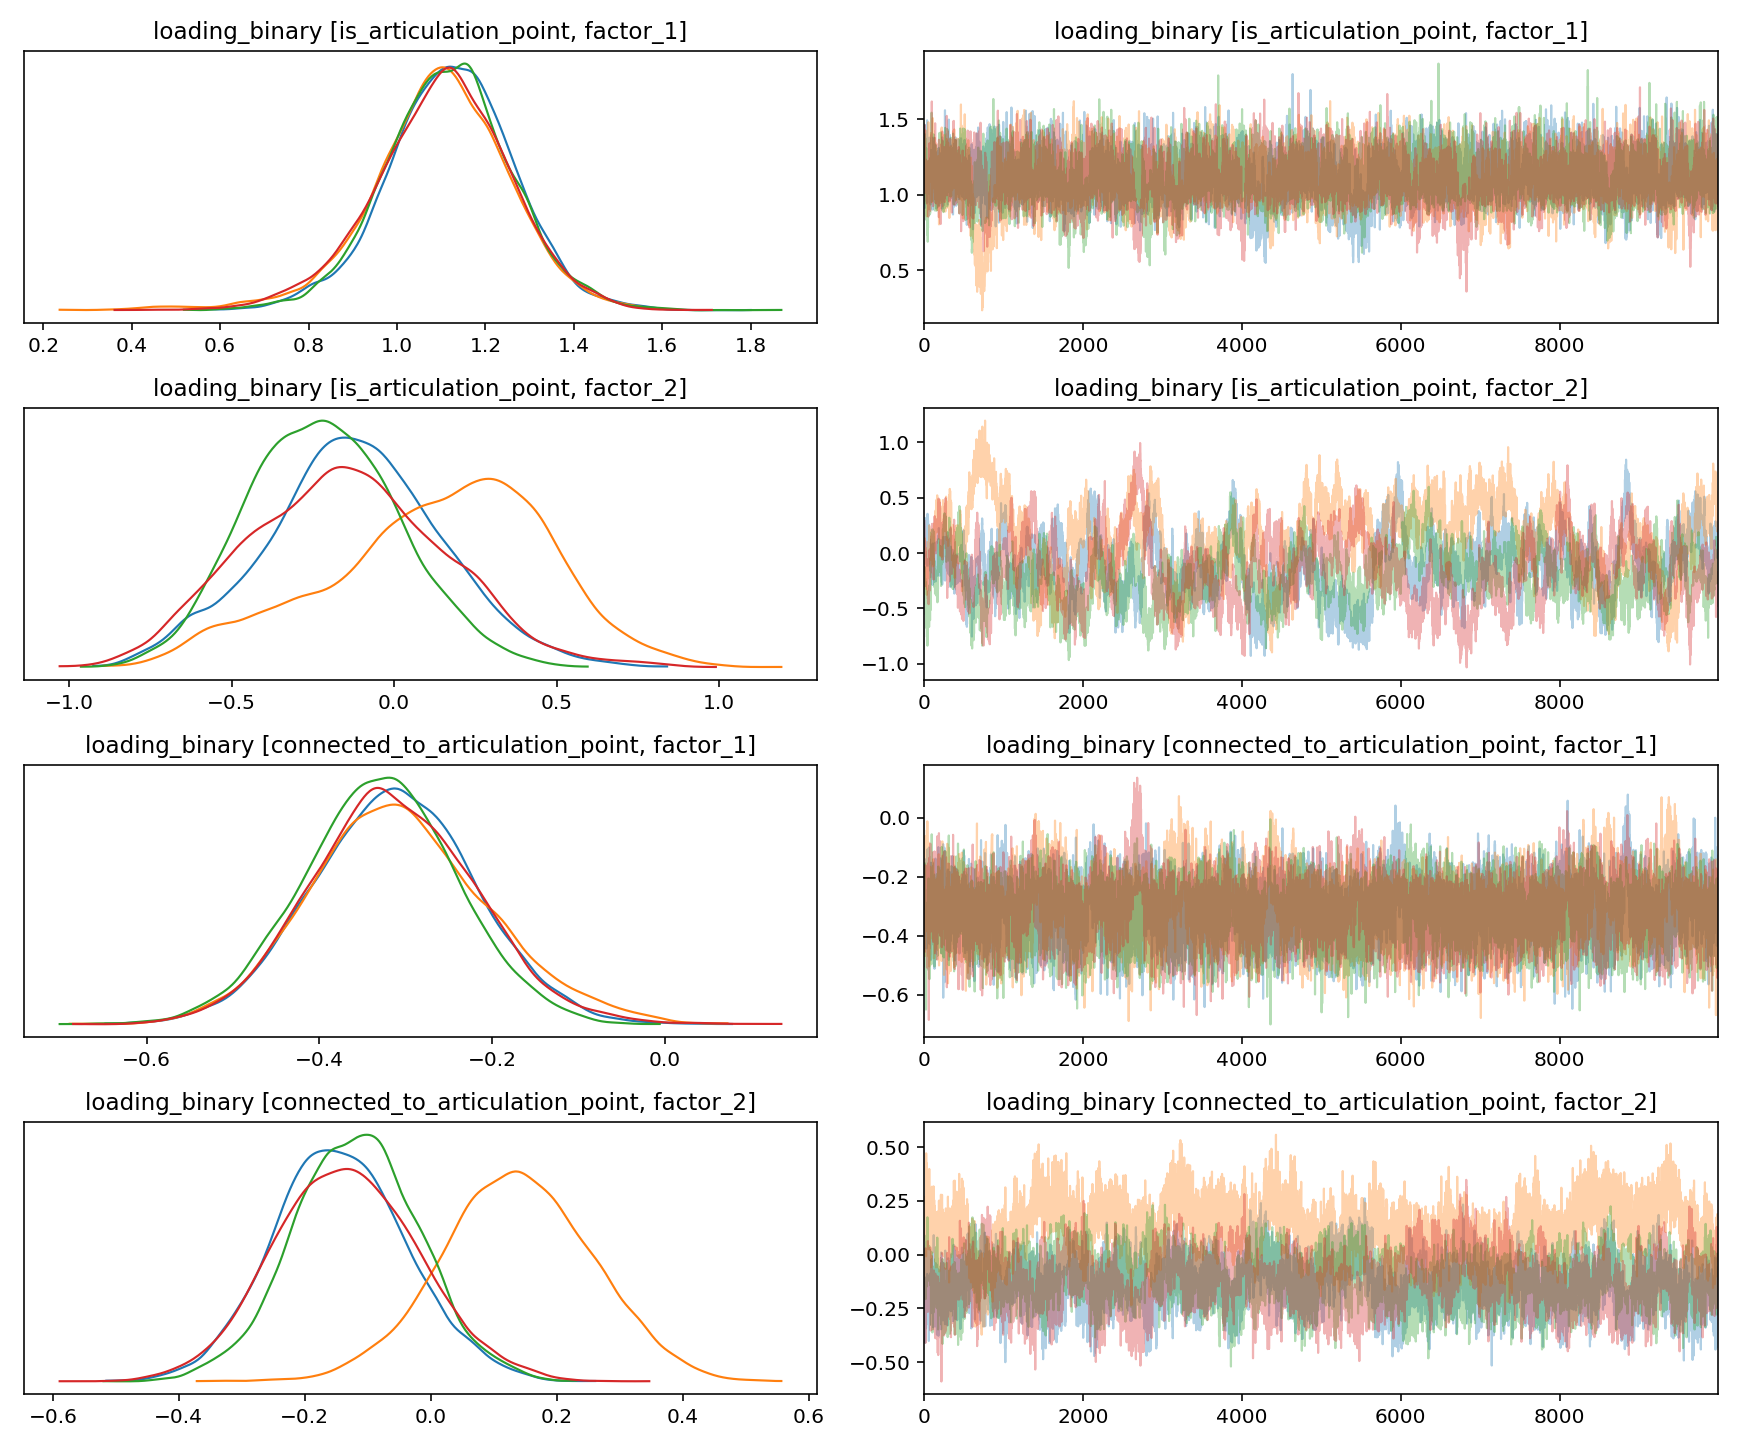 loading_binary [is_articulation_point, factor_1] loading_binary [is_articulation_point, factor_1]
1.5
1.0
0.5
0.2 0.4 0.6 0.8 1.0 1.2 1.4 1.6 1.8 0 2000 4000 6000 8000
loading_binary [is_articulation_point, factor_2] loading_binary [is_articulation_point, factor_2]
1.0
0.5
0.0
−0.5
−1.0
−1.0 −0.5 0.0 0.5 1.0 0 2000 4000 6000 8000
loading_binary [connected_to_articulation_point, factor_1] loading_binary [connected_to_articulation_point, factor_1]
0.0
−0.2
−0.4
−0.6
−0.6 −0.4 −0.2 0.0 0 2000 4000 6000 8000
loading_binary [connected_to_articulation_point, factor_2] loading_binary [connected_to_articulation_point, factor_2]
0.50
0.25
0.00
−0.25
−0.50
−0.6 −0.4 −0.2 0.0 0.2 0.4 0.6 0 2000 4000 6000 8000